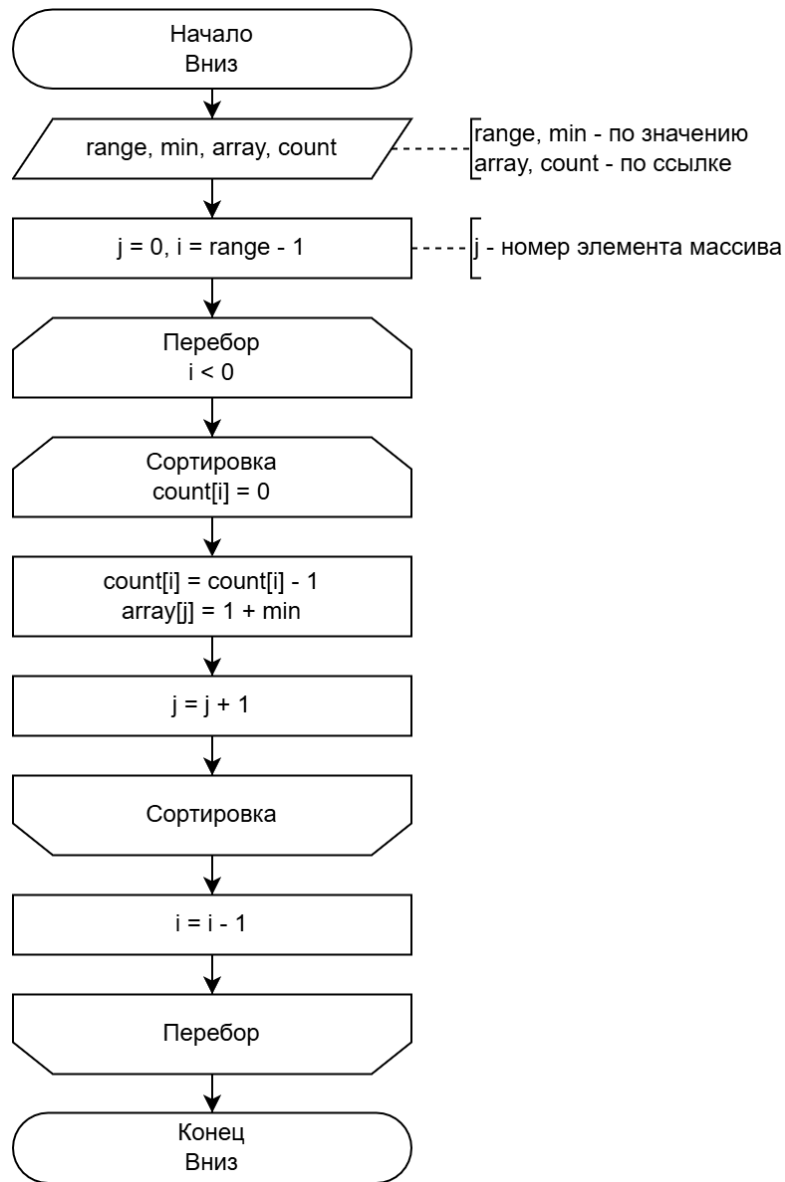 Начало
Вниз
range, min, array, count
range, min - по значению
array, count - по ссылке
j = 0, i = range - 1
j - номер элемента массива
Перебор
i < 0
Сортировка
count[i] = 0
count[i] = count[i] - 1
array[j] = 1 + min
j = j + 1
Сортировка
i = i - 1
Перебор
Конец
Вниз